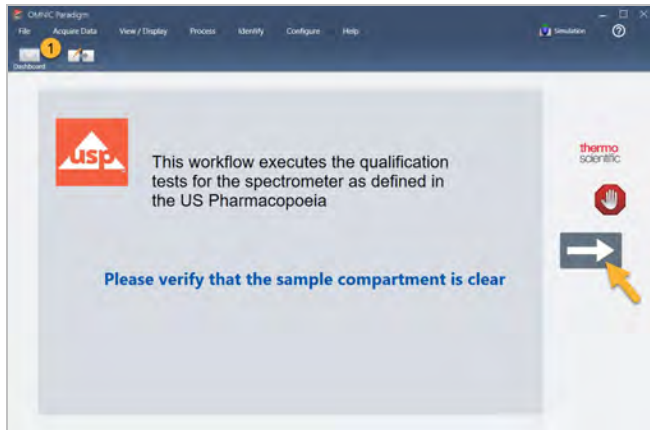 OMNIC Paradigm
File Acquire Data View / Display Process Identify Configure Help Simulation ?
1
Dashboard
usp
This workflow executes the qualification
tests for the spectrometer as defined in
the US Pharmacopoeia
thermo
scientific
Please verify that the sample compartment is clear